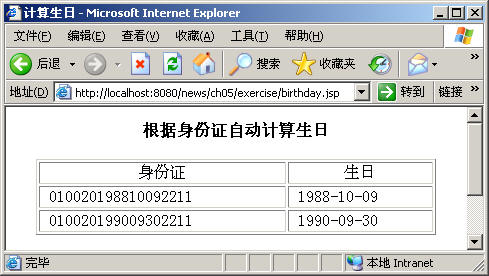 计算生日 - Microsoft Internet Explorer
文件(F) 编辑(E) 查看(V) 收藏(A) 工具(T) 帮助(H)
后退 搜索 收藏夹 »
地址(D) http://localhost:8080/news/ch05/exercise/birthday.jsp 转到 链接 »
根据身份证自动计算生日
身份证 生日
010020198810092211 1988-10-09
010020199009302211 1990-09-30
完毕 本地 Intranet